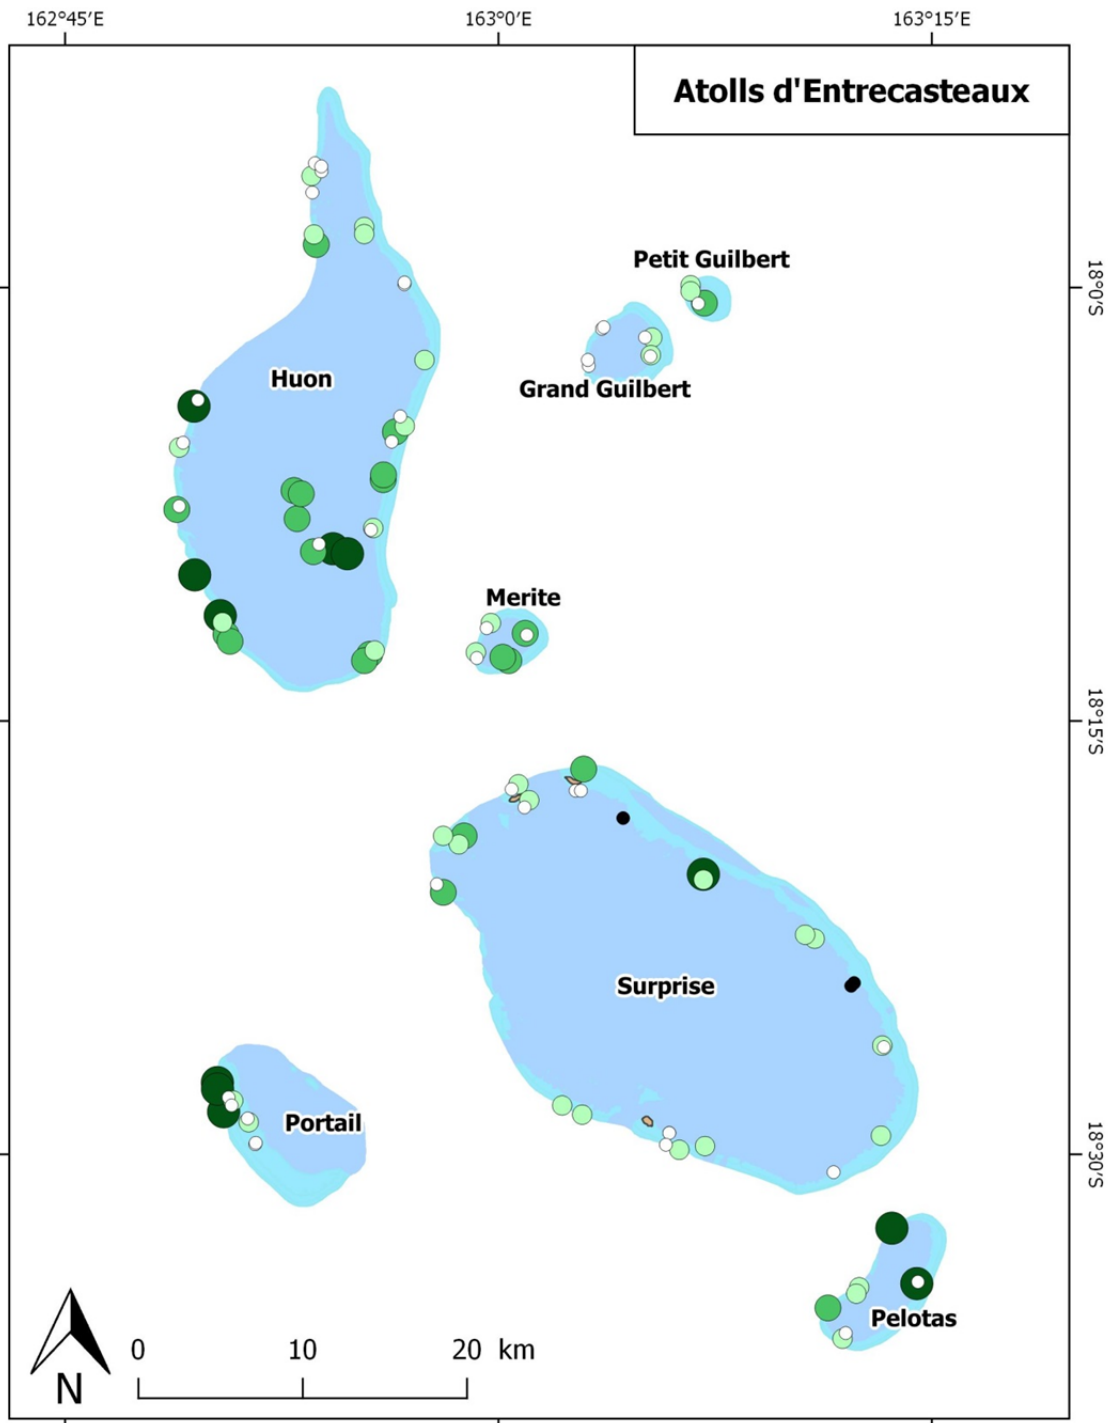 162°45′E
163°0′E
163°15′E
Atolls d'Entrecasteaux
Petit Guilbert
18°0′S
Huon
Grand Guilbert
Merite
18°15′S
Surprise
Portail
18°30′S
Pelotas
0 10 20 km
N